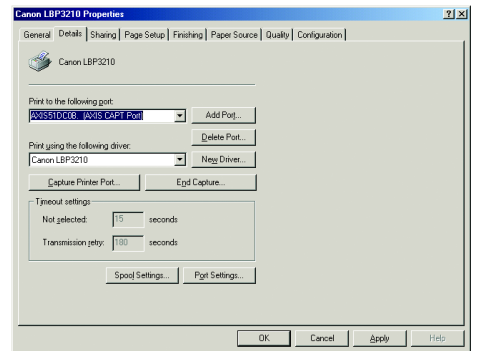 Canon LBP3210 Properties
General Details Sharing Page Setup Finishing Paper Source Quality Configuration
Canon LBP3210
Print to the following port:
AXIS51DC0B. (AXIS CAPT Port) Add Port...
Delete Port...
Print using the following driver:
Canon LBP3210 New Driver...
Capture Printer Port... End Capture...
Timeout settings
Not selected: 15 seconds
Transmission retry: 180 seconds
Spool Settings... Port Settings...
OK Cancel Apply Help